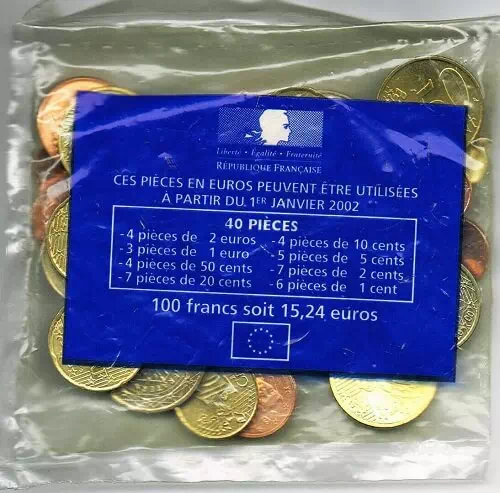 Liberté • Égalité • Fraternité
RÉPUBLIQUE FRANÇAISE
CES PIÈCES EN EUROS PEUVENT ÊTRE UTILISÉES
À PARTIR DU 1ER JANVIER 2002
40 PIÈCES
-4 pièces de 2 euros
-3 pièces de 1 euro
-4 pièces de 50 cents
-7 pièces de 20 cents
-4 pièces de 10 cents
-5 pièces de 5 cents
-7 pièces de 2 cents
-6 pièces de 1 cent
100 francs soit 15,24 euros